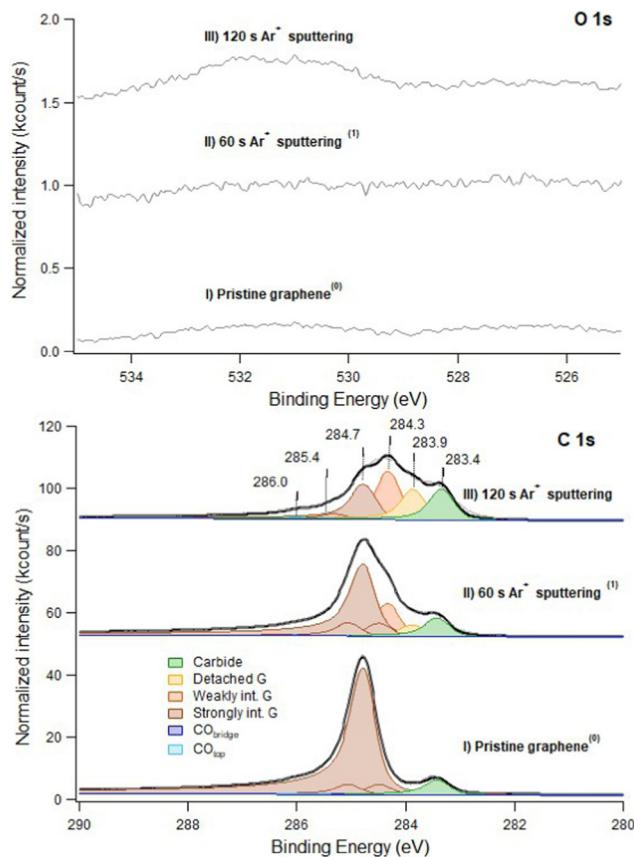 O 1s
2.0
III) 120 s Ar+ sputtering
1.5
II) 60 s Ar+ sputtering (1)
1.0
0.5
I) Pristine graphene(0)
0.0
534
532
530
528
526
Binding Energy (eV)
Normalized intensity (kcount/s)
C 1s
120
284.3
284.7
283.9
285.4
283.4
286.0
100
III) 120 s Ar+ sputtering
80
II) 60 s Ar+ sputtering (1)
60
40
Carbide
Detached G
Weakly int. G
Strongly int. G
CObridge
COtop
I) Pristine graphene(0)
20
0
290
288
286
284
282
280
Binding Energy (eV)
Normalized intensity (kcount/s)